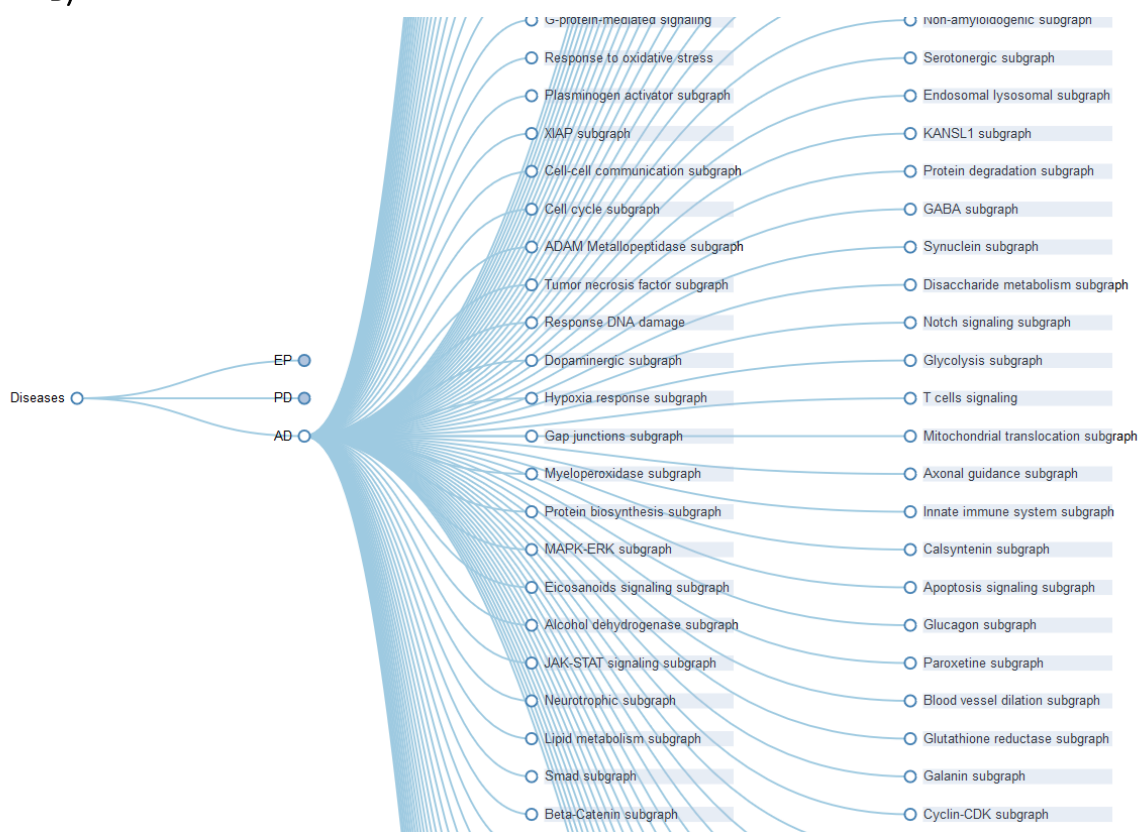 G-protein-mediated signaling
Response to oxidative stress
Plasminogen activator subgraph
XIAP subgraph
Cell-cell communication subgraph
Cell cycle subgraph
ADAM Metallopeptidase subgraph
Tumor necrosis factor subgraph
Response DNA damage
EP
Dopaminergic subgraph
Diseases
PD
Hypoxia response subgraph
AD
Gap junctions subgraph
Myeloperoxidase subgraph
Protein biosynthesis subgraph
MAPK-ERK subgraph
Eicosanoids signaling subgraph
Alcohol dehydrogenase subgraph
JAK-STAT signaling subgraph
Neurotrophic subgraph
Lipid metabolism subgraph
Smad subgraph
Beta-Catenin subgraph
Non-amyloidogenic subgraph
Serotonergic subgraph
Endosomal lysosomal subgraph
KANSL1 subgraph
Protein degradation subgraph
GABA subgraph
Synuclein subgraph
Disaccharide metabolism subgraph
Notch signaling subgraph
Glycolysis subgraph
T cells signaling
Mitochondrial translocation subgraph
Axonal guidance subgraph
Innate immune system subgraph
Calsyntenin subgraph
Apoptosis signaling subgraph
Glucagon subgraph
Paroxetine subgraph
Blood vessel dilation subgraph
Glutathione reductase subgraph
Galanin subgraph
Cyclin-CDK subgraph